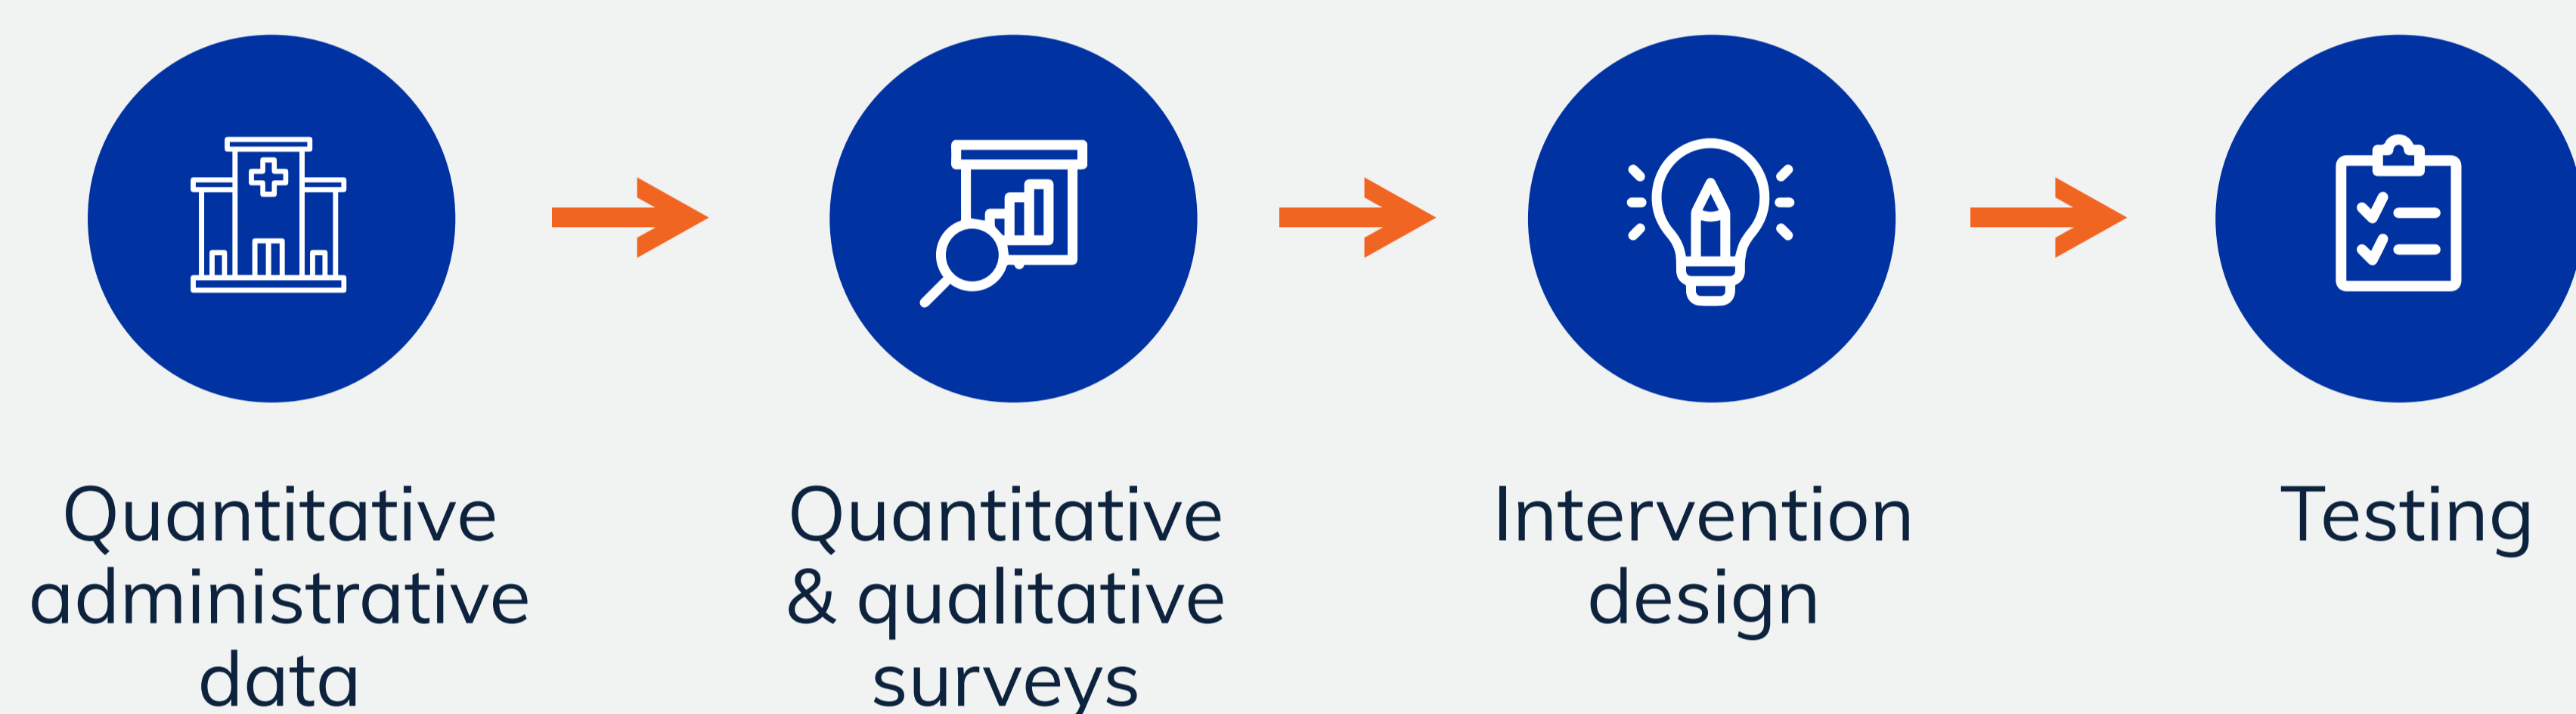 Quantitative
administrative
data
Quantitative
& qualitative
surveys
Intervention
design
Testing